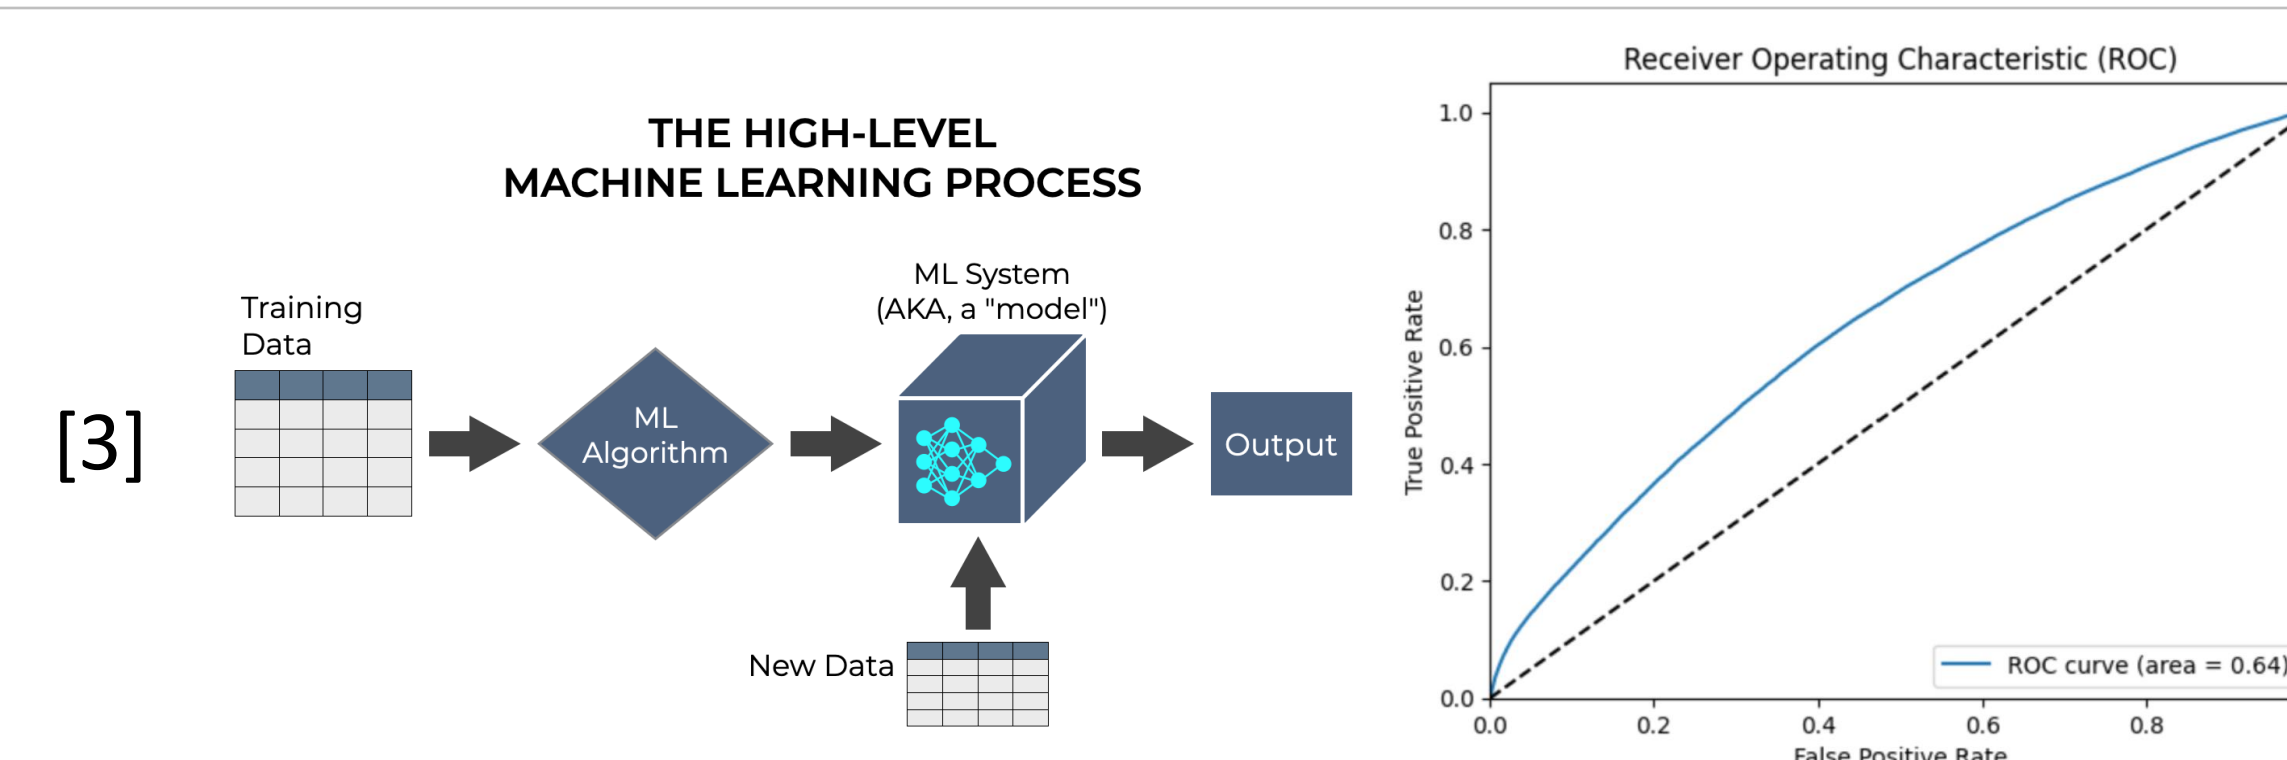 THE HIGH-LEVEL
MACHINE LEARNING PROCESS
[3]
Training
Data
ML
Algorithm
ML System
(AKA, a "model")
Output
New Data
Receiver Operating Characteristic (ROC)
True Positive Rate
1.0
0.8
0.6
0.4
0.2
0.0
ROC curve (area = 0.64)
0.0 0.2 0.4 0.6 0.8
False Positive Rate